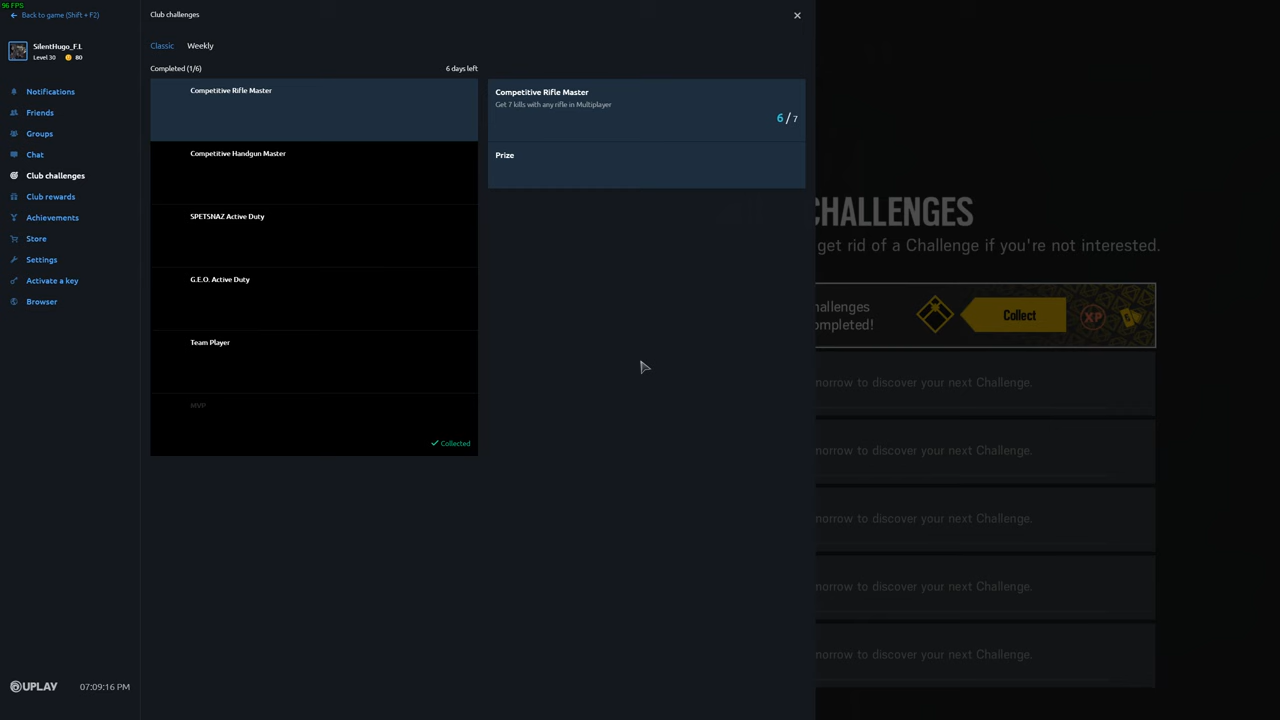 96 FPS
Back to game (Shift + F2)
SilentHugo_F.L
Level 30 80
Notifications
Friends
Groups
Chat
Club challenges
Club rewards
Achievements
Store
Settings
Activate a key
Browser
UPLAY 07:09:16 PM
Club challenges
Classic Weekly
Completed (1/6) 6 days left
Competitive Rifle Master
Competitive Handgun Master
SPETSNAZ Active Duty
G.E.O. Active Duty
Team Player
MVP
Collected
Competitive Rifle Master
Get 7 kills with any rifle in Multiplayer
6 / 7
Prize
CHALLENGES
get rid of a Challenge if you're not interested.
hallenges
ompleted!
Collect
XP
morrow to discover your next Challenge.
morrow to discover your next Challenge.
morrow to discover your next Challenge.
morrow to discover your next Challenge.
morrow to discover your next Challenge.